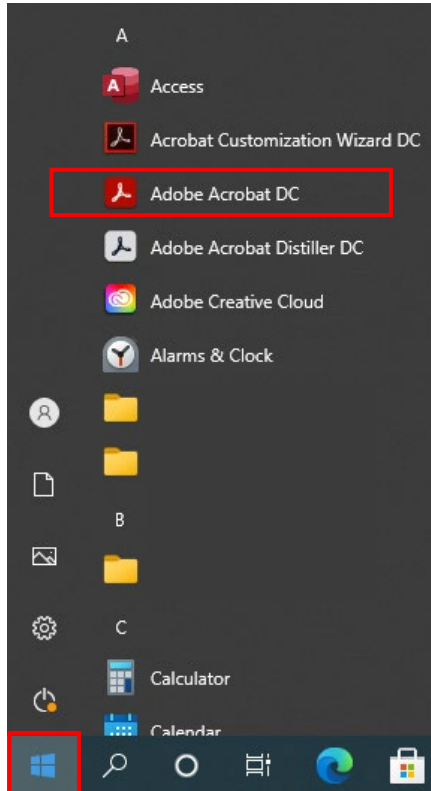 A
Access
Acrobat Customization Wizard DC
Adobe Acrobat DC
Adobe Acrobat Distiller DC
Adobe Creative Cloud
Alarms & Clock
B
C
Calculator
Calendar